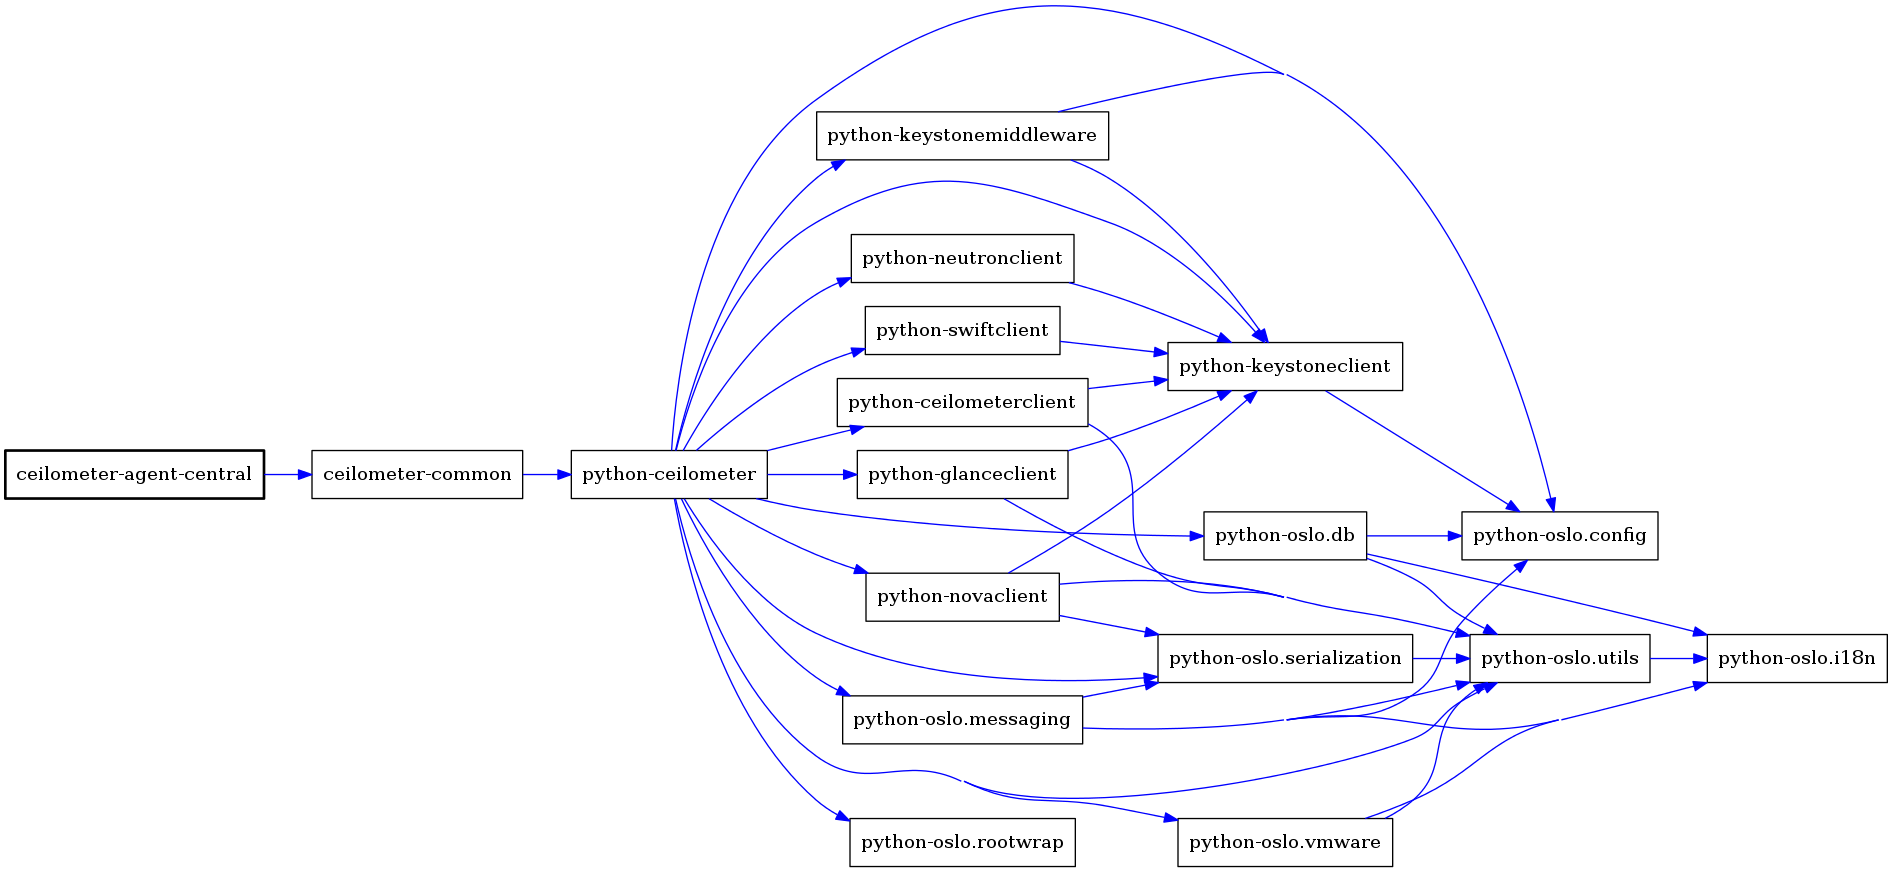 python-keystonemiddleware
python-neutronclient
python-swiftclient
python-keystoneclient
python-ceilometerclient
ceilometer-agent-central
ceilometer-common
python-ceilometer
python-glanceclient
python-oslo.db
python-oslo.config
python-novaclient
python-oslo.serialization
python-oslo.utils
python-oslo.i18n
python-oslo.messaging
python-oslo.rootwrap
python-oslo.vmware